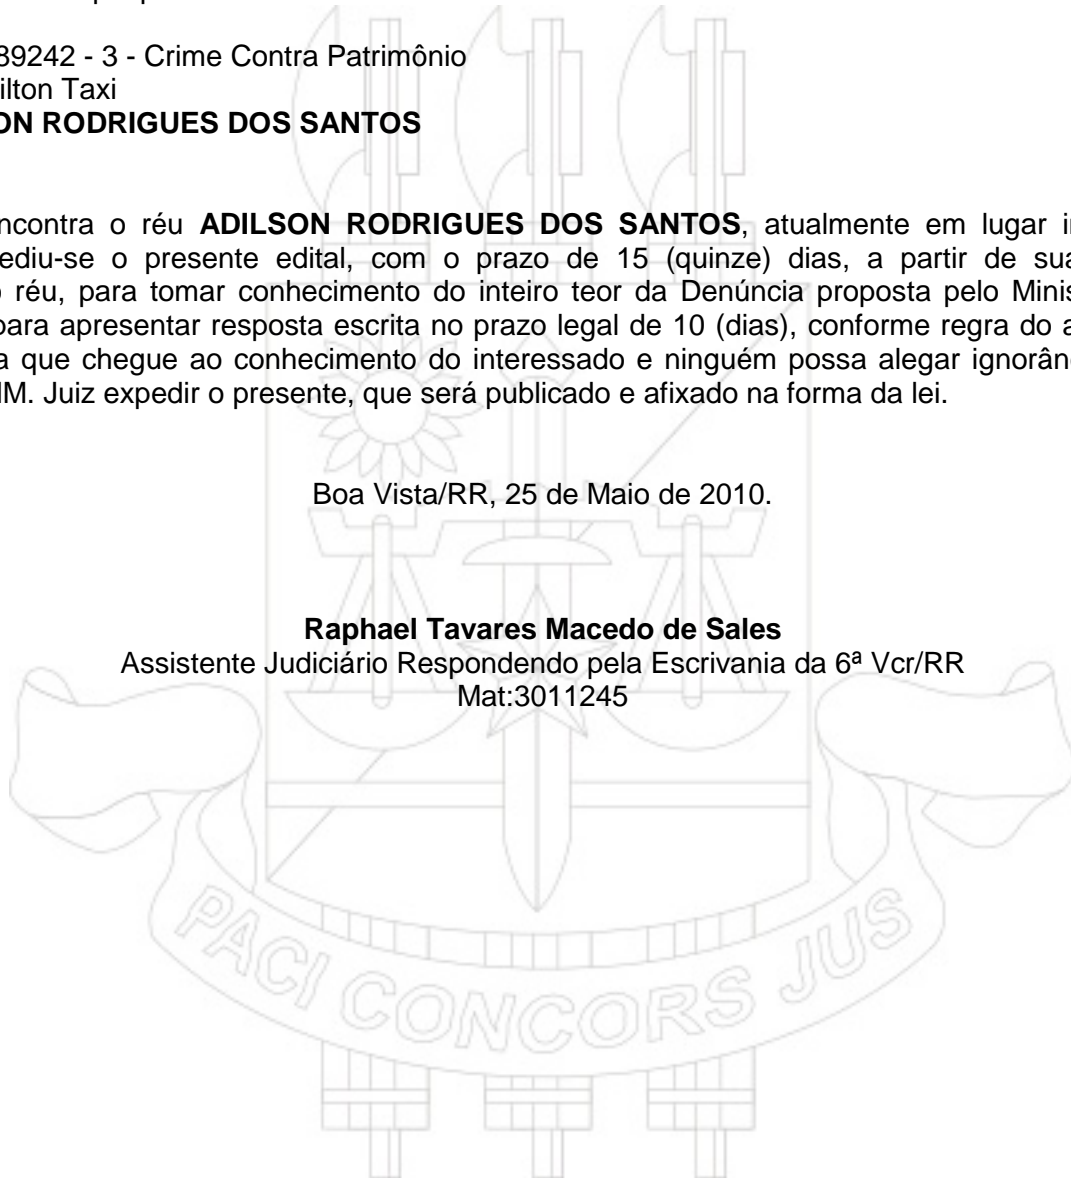 89242 - 3 - Crime Contra Patrimônio
ilton Taxi
ON RODRIGUES DOS SANTOS
ncontra o réu ADILSON RODRIGUES DOS SANTOS, atualmente em lugar
ediu-se o presente edital, com o prazo de 15 (quinze) dias, a partir de sua
o réu, para tomar conhecimento do inteiro teor da Denúncia proposta pelo Minis
para apresentar resposta escrita no prazo legal de 10 (dias), conforme regra do a
a que chegue ao conhecimento do interessado e ninguém possa alegar ignorân
MM. Juiz expedir o presente, que será publicado e afixado na forma da lei.
Boa Vista/RR, 25 de Maio de 2010.
Raphael Tavares Macedo de Sales
Assistente Judiciário Respondendo pela Escrivania da 6ª Vcr/RR
Mat:3011245
PACI CONCORS JUS